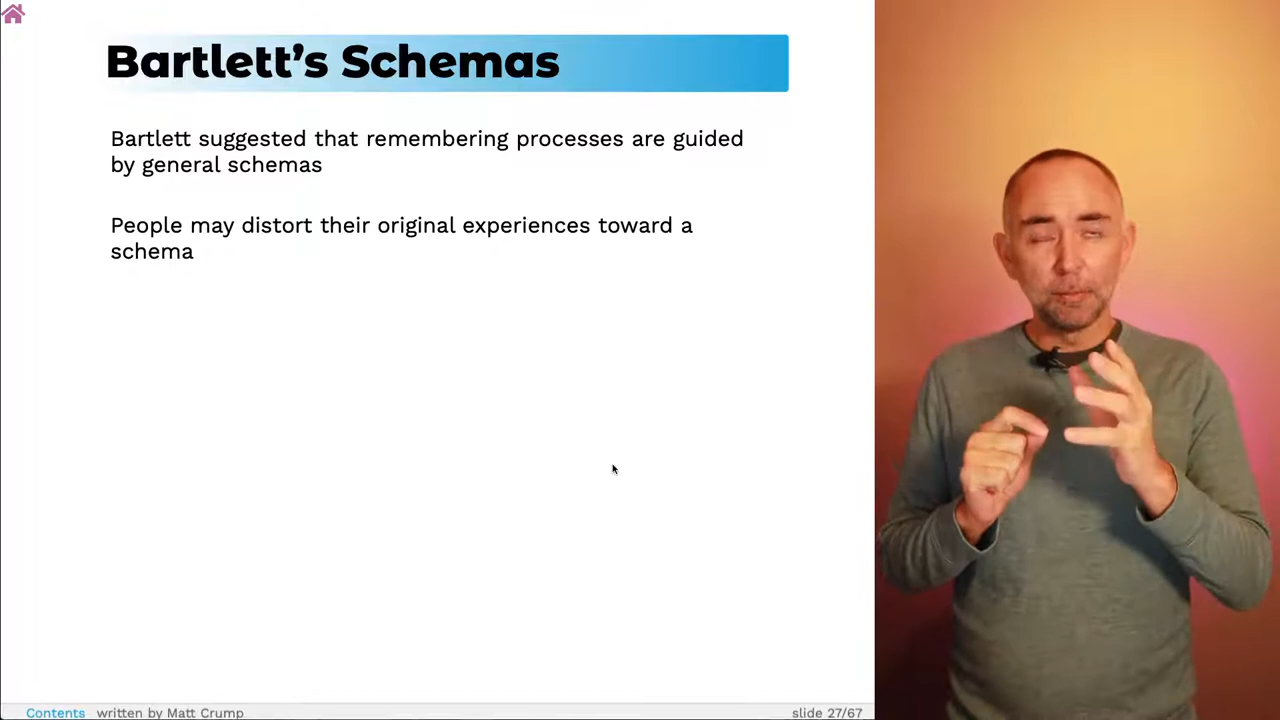 Bartlett's Schemas
Bartlett suggested that remembering processes are guided
by general schemas
People may distort their original experiences toward a
schema
Contents written by Matt Crump slide 27/67